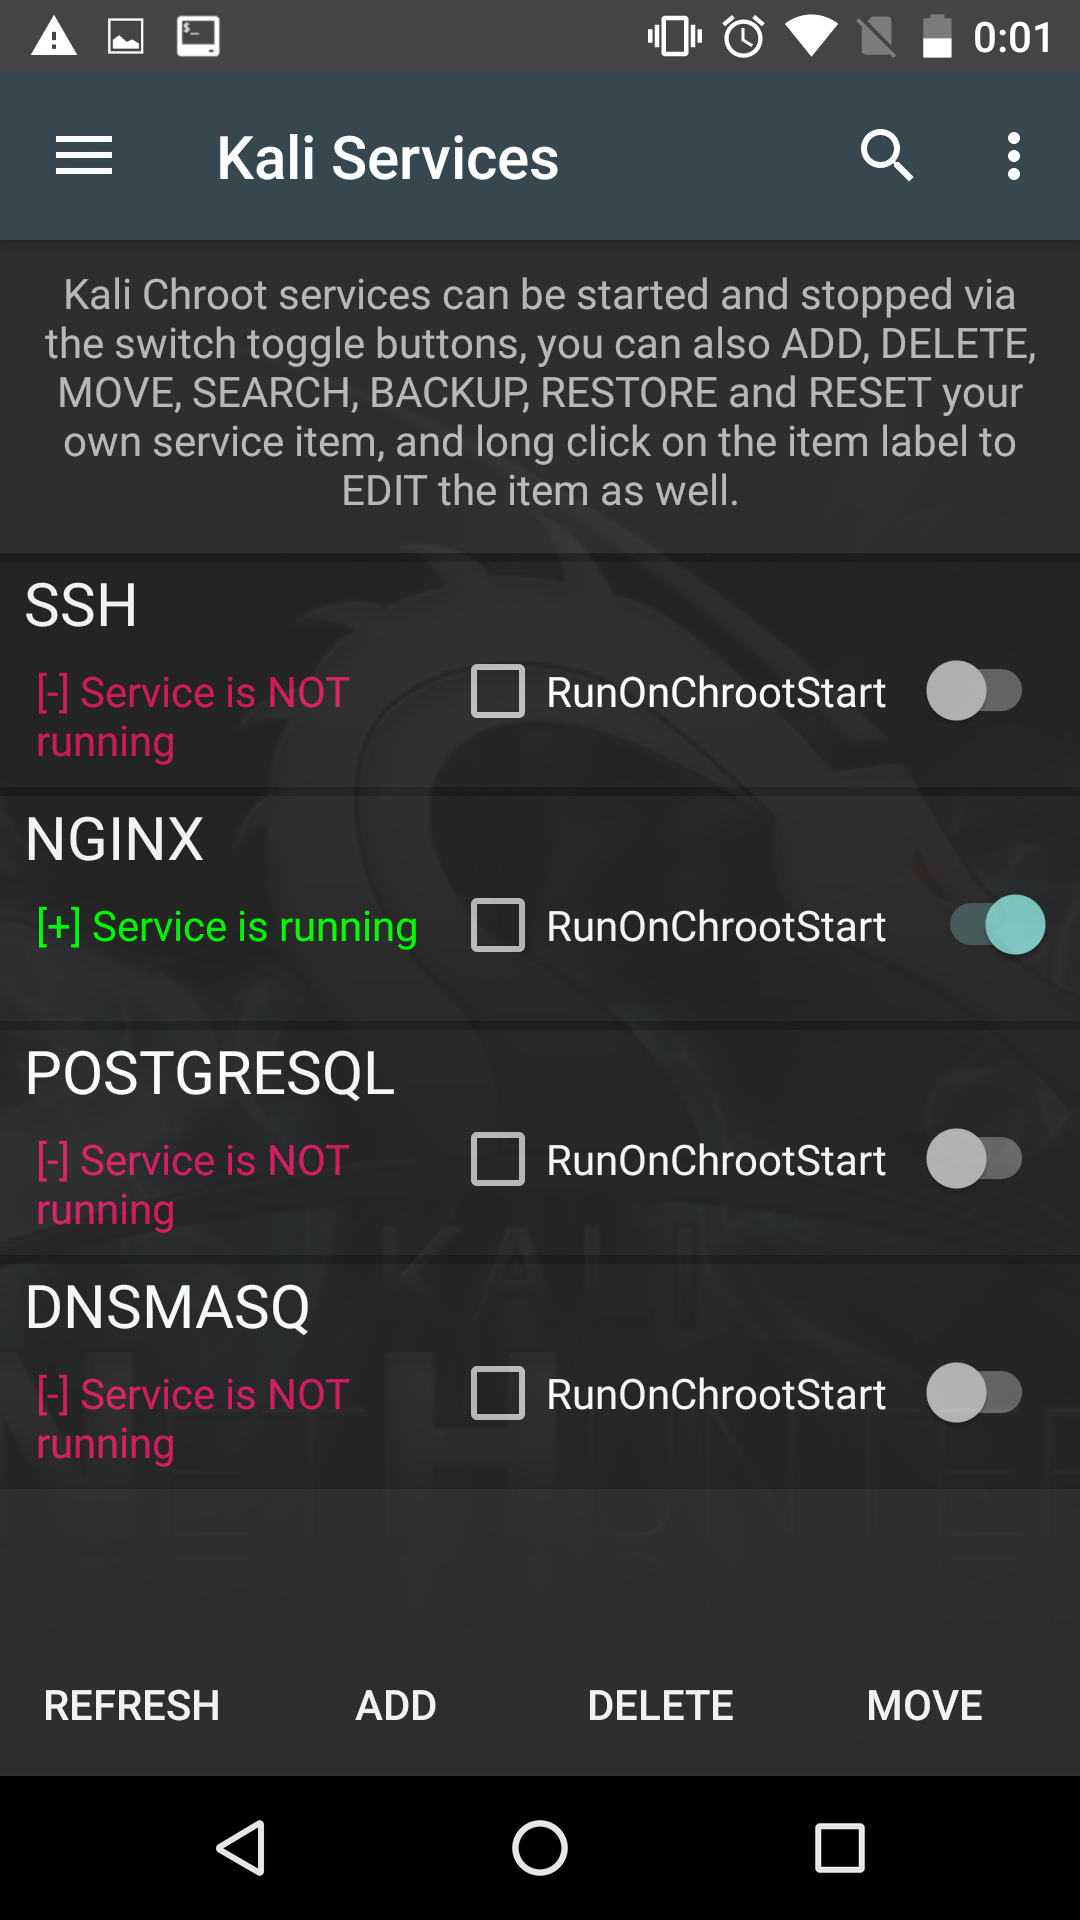 0:01
Kali Services
Kali Chroot services can be started and stopped via
the switch toggle buttons, you can also ADD, DELETE,
MOVE, SEARCH, BACKUP, RESTORE and RESET your
own service item, and long click on the item label to
EDIT the item as well.
SSH
[-] Service is NOT
running
RunOnChrootStart
NGINX
[+] Service is running
RunOnChrootStart
POSTGRESQL
[-] Service is NOT
running
RunOnChrootStart
KALI
DNSMASQ
[-] Service is NOT
running
RunOnChrootStart
NETHUNTER
REFRESH ADD DELETE MOVE